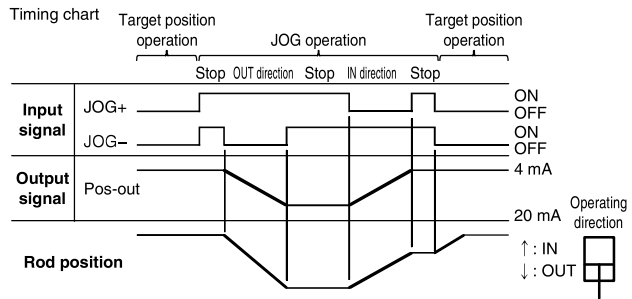 Timing chart
Target position operation
JOG operation
Target position operation
Stop OUT direction Stop IN direction Stop
Input signal
JOG+
ON
OFF
JOG−
ON
OFF
Output signal
Pos-out
4 mA
20 mA
Rod position
Operating direction
↑ : IN
↓ : OUT